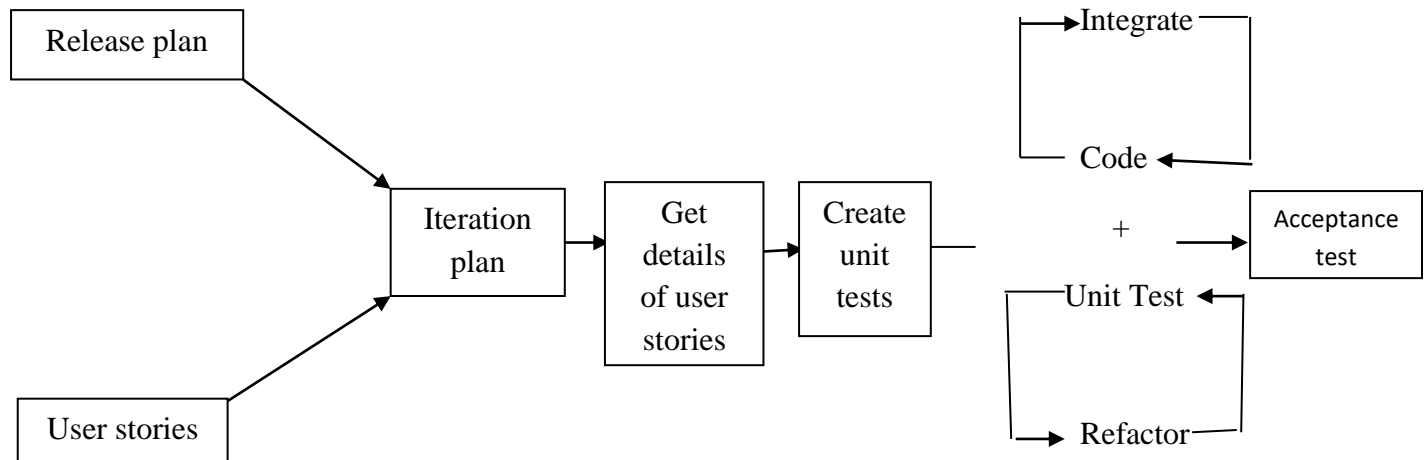 Release plan
User stories
Iteration
plan
Get
details
of user
stories
Create
unit
tests
Integrate
Code
+
Unit Test
Refactor
Acceptance
test